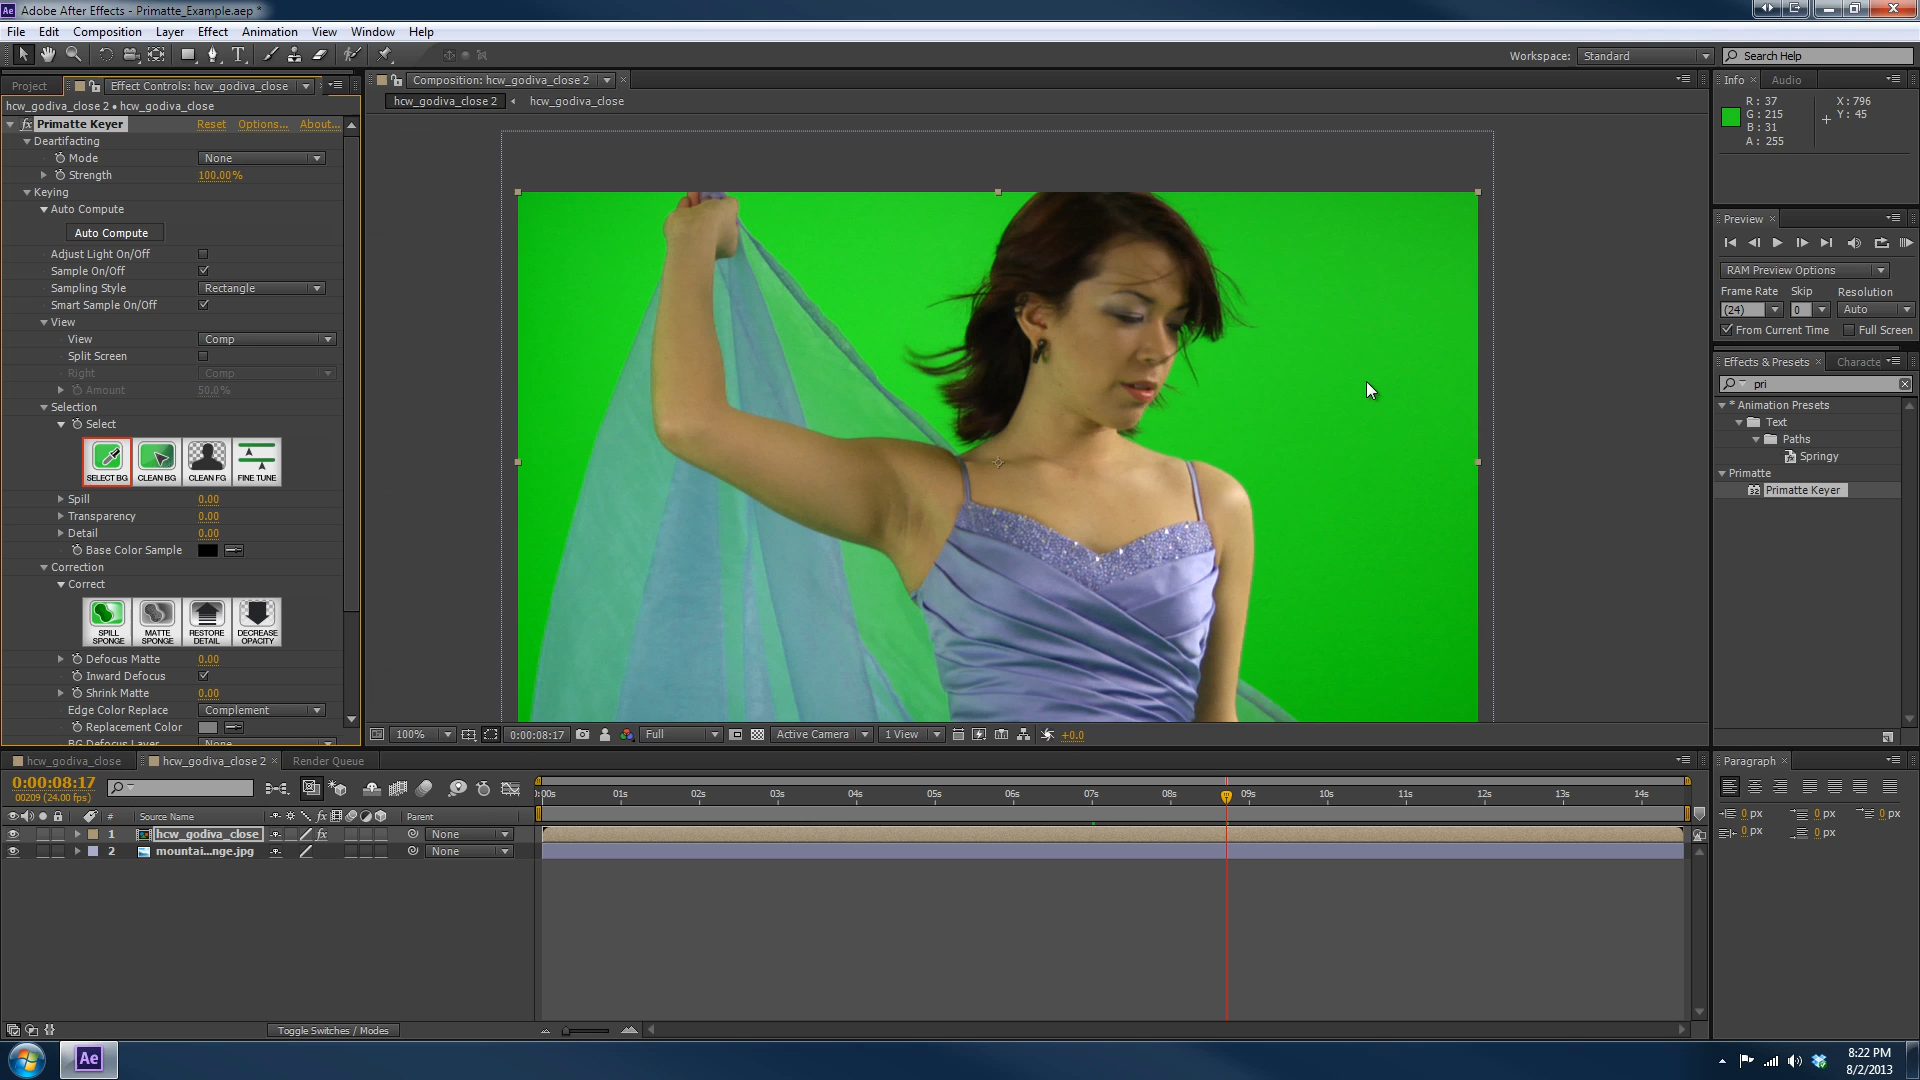 Adobe After Effects - Primatte_Example.aep *
File Edit Composition Layer Effect Animation View Window Help
Workspace: Standard Search Help
Project Effect Controls: hcw_godiva_close
hcw_godiva_close 2 • hcw_godiva_close
fx Primatte Keyer Reset Options... About...
Deartifacting
Mode None
Strength 100.00%
Keying
Auto Compute
Auto Compute
Adjust Light On/Off
Sample On/Off
Sampling Style Rectangle
Smart Sample On/Off
View
View Comp
Split Screen
Right Comp
Amount 50.0%
Selection
Select
SELECT BG CLEAN BG CLEAN FG FINE TUNE
Spill 0.00
Transparency 0.00
Detail 0.00
Base Color Sample
Correction
Correct
SPILL SPONGE MATTE SPONGE RESTORE DETAIL DECREASE OPACITY
Defocus Matte 0.00
Inward Defocus
Shrink Matte 0.00
Edge Color Replace Complement
Replacement Color
BG Defocus Layer None
Composition: hcw_godiva_close 2
hcw_godiva_close 2 hcw_godiva_close
100% 0:00:08:17 Full Active Camera 1 View +0.0
Info Audio
R: 37 X: 796
G: 215 Y: 45
B: 31
A: 255
Preview
RAM Preview Options
Frame Rate Skip Resolution
(24) 0 Auto
From Current Time Full Screen
Effects & Presets Characte
pri
* Animation Presets
Text
Paths
Springy
Primatte
32 Primatte Keyer
hcw_godiva_close hcw_godiva_close 2 Render Queue
0:00:08:17
00209 (24.00 fps)
# Source Name fx Parent
1 hcw_godiva_close fx None
2 mountai...nge.jpg None
):00s 01s 02s 03s 04s 05s 06s 07s 08s 09s 10s 11s 12s 13s 14s
Toggle Switches / Modes
Paragraph
0 px 0 px 0 px
0 px 0 px
Ae
8:22 PM
8/2/2013